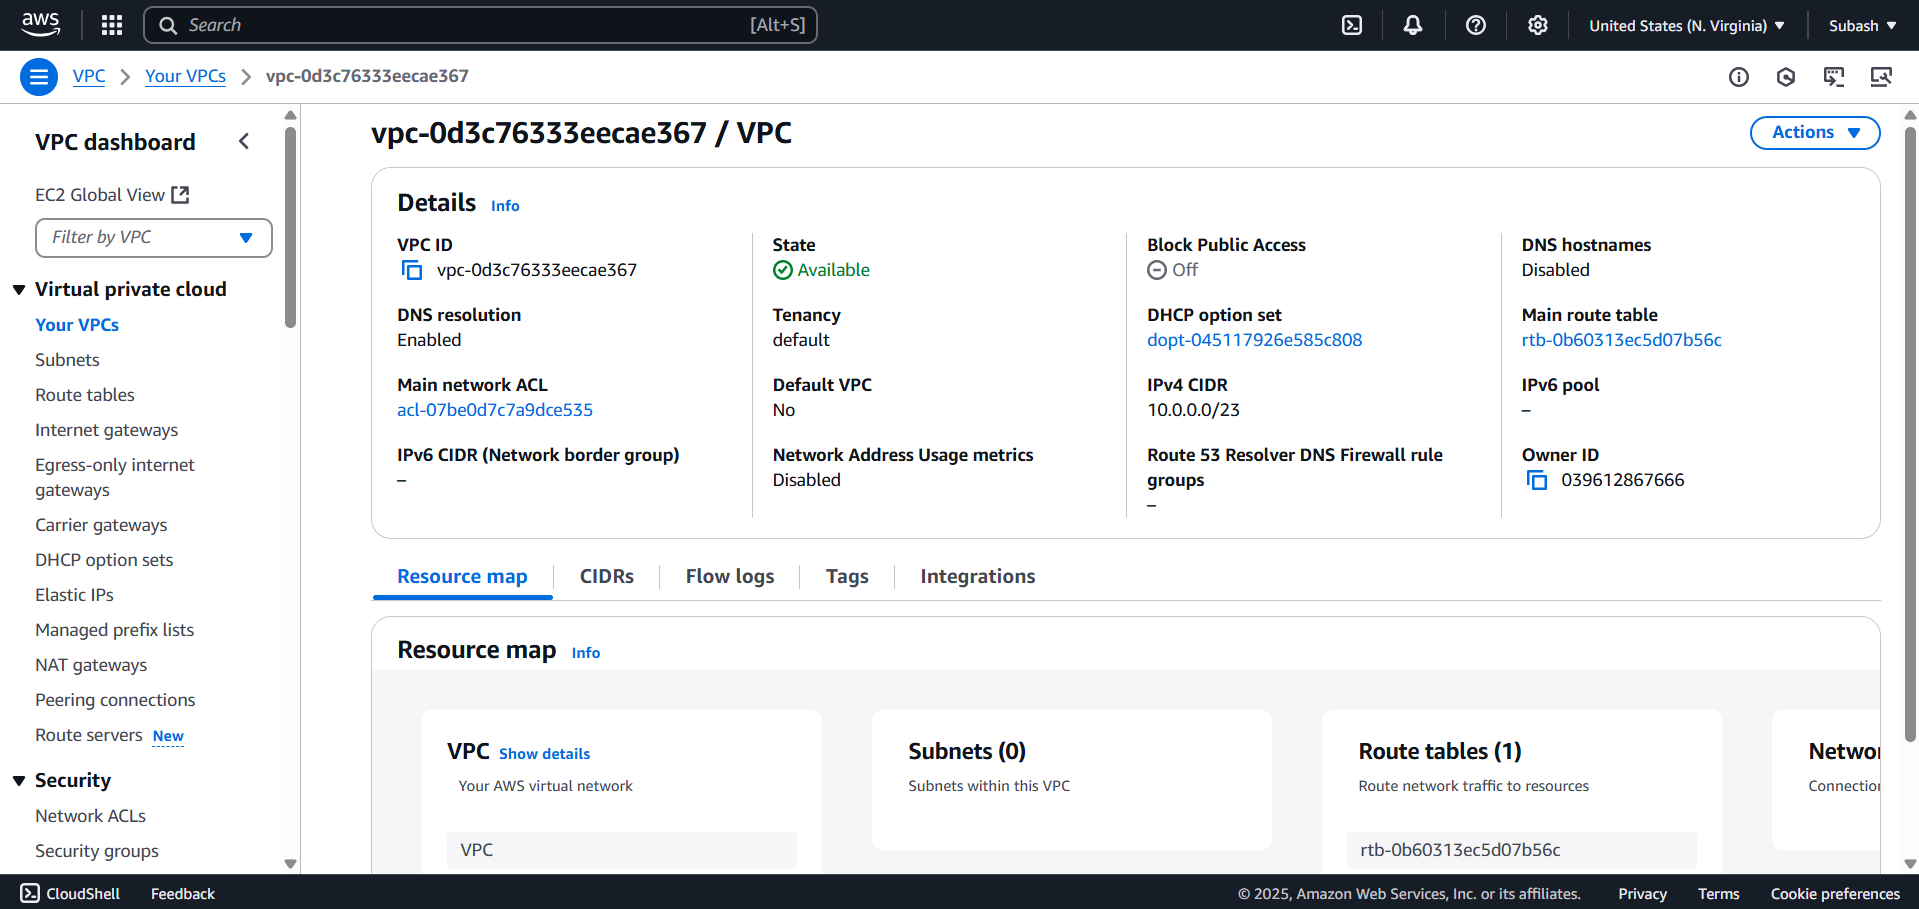 aws
Search [Alt+S]
United States (N. Virginia)
Subash
VPC
Your VPCs
vpc-0d3c76333eecae367
VPC dashboard
EC2 Global View
Filter by VPC
Virtual private cloud
Your VPCs
Subnets
Route tables
Internet gateways
Egress-only internet
gateways
Carrier gateways
DHCP option sets
Elastic IPs
Managed prefix lists
NAT gateways
Peering connections
Route servers New
Security
Network ACLs
Security groups
vpc-0d3c76333eecae367 / VPC
Actions
Details Info
VPC ID
vpc-0d3c76333eecae367
State
Available
Block Public Access
Off
DNS hostnames
Disabled
DNS resolution
Enabled
Tenancy
default
DHCP option set
dopt-045117926e585c808
Main route table
rtb-0b60313ec5d07b56c
Main network ACL
acl-07be0d7c7a9dce535
Default VPC
No
IPv4 CIDR
10.0.0.0/23
IPv6 pool
–
IPv6 CIDR (Network border group)
–
Network Address Usage metrics
Disabled
Route 53 Resolver DNS Firewall rule
groups
–
Owner ID
039612867666
Resource map
CIDRs
Flow logs
Tags
Integrations
Resource map Info
VPC Show details
Your AWS virtual network
VPC
Subnets (0)
Subnets within this VPC
Route tables (1)
Route network traffic to resources
rtb-0b60313ec5d07b56c
CloudShell
Feedback
© 2025, Amazon Web Services, Inc. or its affiliates.
Privacy
Terms
Cookie preferences